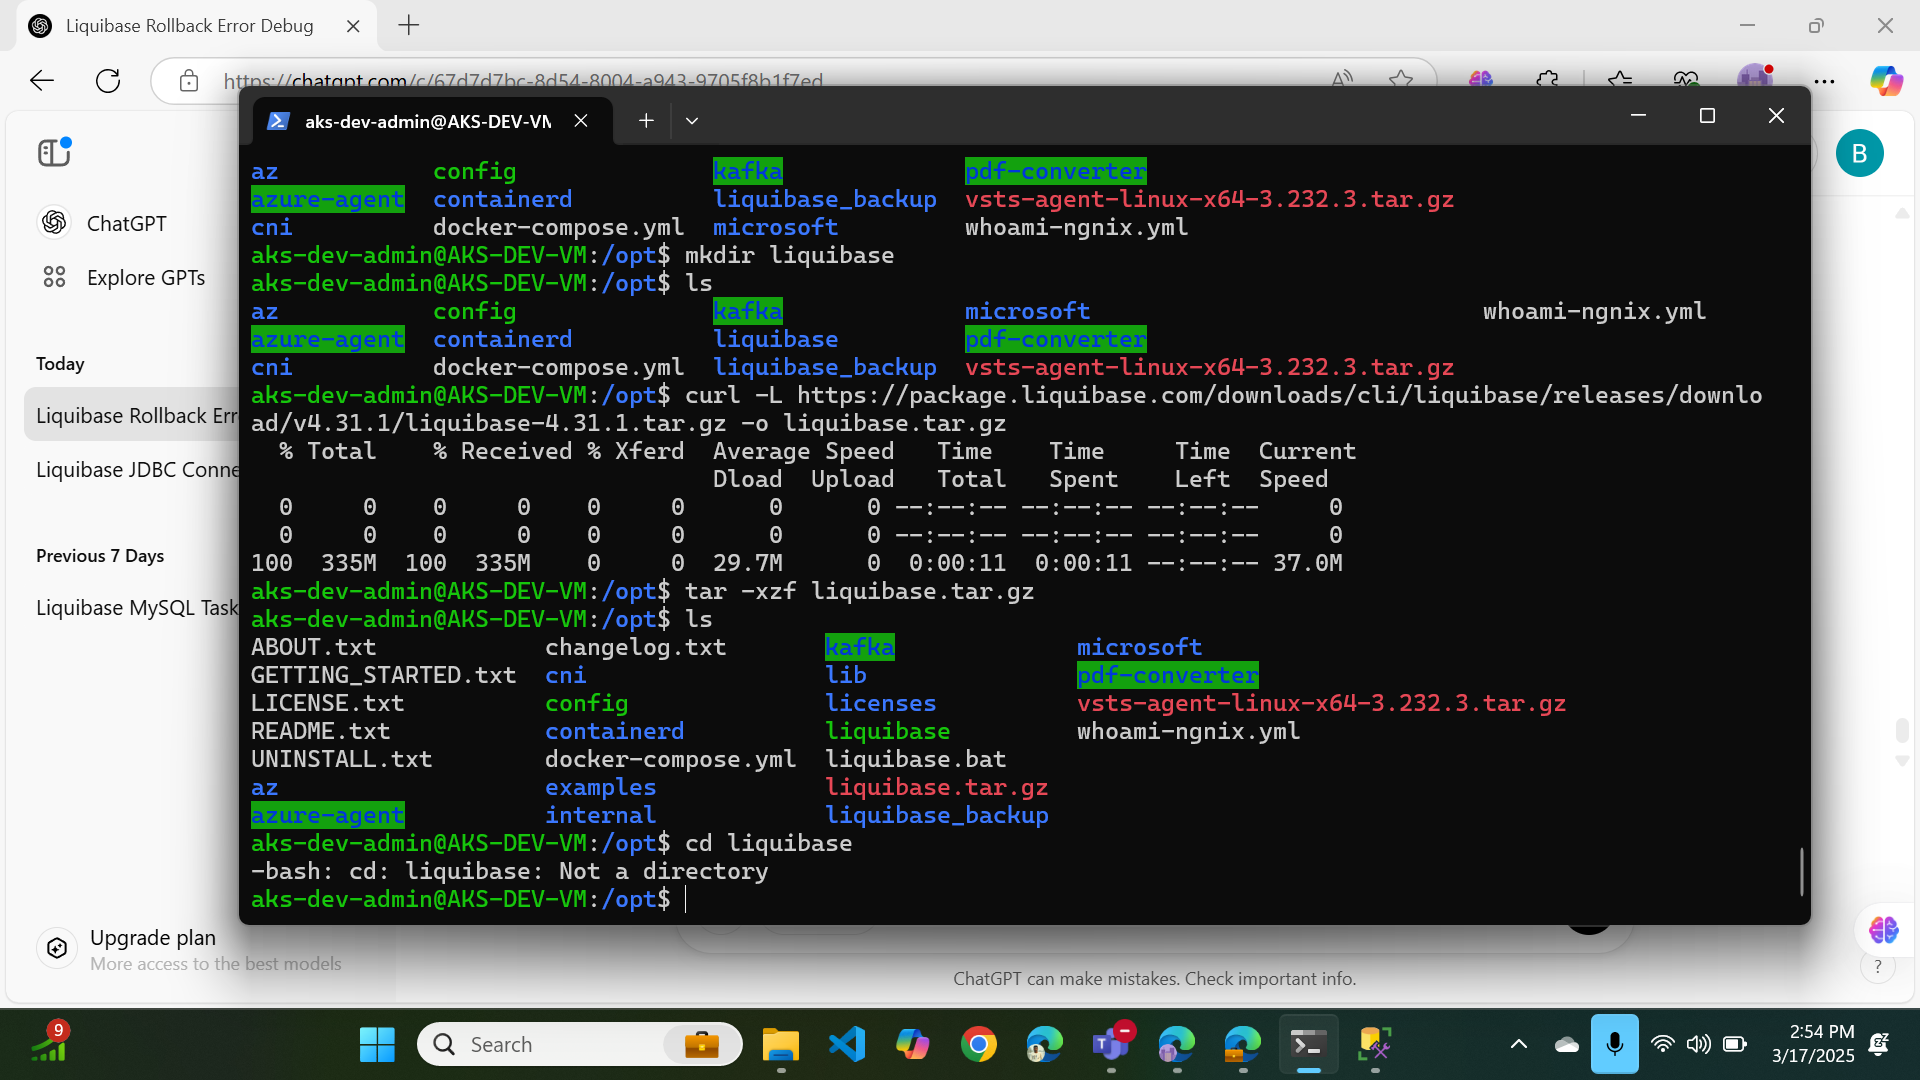 Liquibase Rollback Error Debug
https://chatgpt.com/c/67d7d7bc-8d54-8004-a943-9705f8b1f7ed
aks-dev-admin@AKS-DEV-VM
B
ChatGPT
Explore GPTs
Today
Liquibase Rollback Err
Liquibase JDBC Conne
Previous 7 Days
Liquibase MySQL Task
Upgrade plan
More access to the best models
az config kafka pdf-converter
azure-agent containerd liquibase_backup vsts-agent-linux-x64-3.232.3.tar.gz
cni docker-compose.yml microsoft whoami-ngnix.yml
aks-dev-admin@AKS-DEV-VM:/opt$ mkdir liquibase
aks-dev-admin@AKS-DEV-VM:/opt$ ls
az config kafka microsoft whoami-ngnix.yml
azure-agent containerd liquibase pdf-converter
cni docker-compose.yml liquibase_backup vsts-agent-linux-x64-3.232.3.tar.gz
aks-dev-admin@AKS-DEV-VM:/opt$ curl -L https://package.liquibase.com/downloads/cli/liquibase/releases/downlo
ad/v4.31.1/liquibase-4.31.1.tar.gz -o liquibase.tar.gz
% Total % Received % Xferd Average Speed Time Time Time Current
Dload Upload Total Spent Left Speed
0 0 0 0 0 0 0 0 --:--:-- --:--:-- --:--:-- 0
0 0 0 0 0 0 0 0 --:--:-- --:--:-- --:--:-- 0
100 335M 100 335M 0 0 29.7M 0 0:00:11 0:00:11 --:--:-- 37.0M
aks-dev-admin@AKS-DEV-VM:/opt$ tar -xzf liquibase.tar.gz
aks-dev-admin@AKS-DEV-VM:/opt$ ls
ABOUT.txt changelog.txt kafka microsoft
GETTING_STARTED.txt cni lib pdf-converter
LICENSE.txt config licenses vsts-agent-linux-x64-3.232.3.tar.gz
README.txt containerd liquibase whoami-ngnix.yml
UNINSTALL.txt docker-compose.yml liquibase.bat
az examples liquibase.tar.gz
azure-agent internal liquibase_backup
aks-dev-admin@AKS-DEV-VM:/opt$ cd liquibase
-bash: cd: liquibase: Not a directory
aks-dev-admin@AKS-DEV-VM:/opt$
ChatGPT can make mistakes. Check important info.
?
9
Search
2:54 PM
3/17/2025